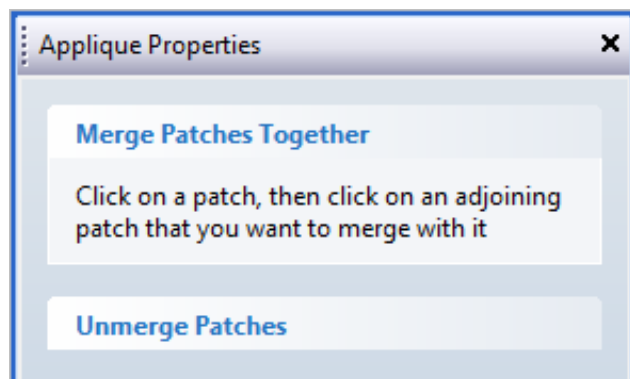 Applique Properties
Merge Patches Together
Click on a patch, then click on an adjoining
patch that you want to merge with it
Unmerge Patches